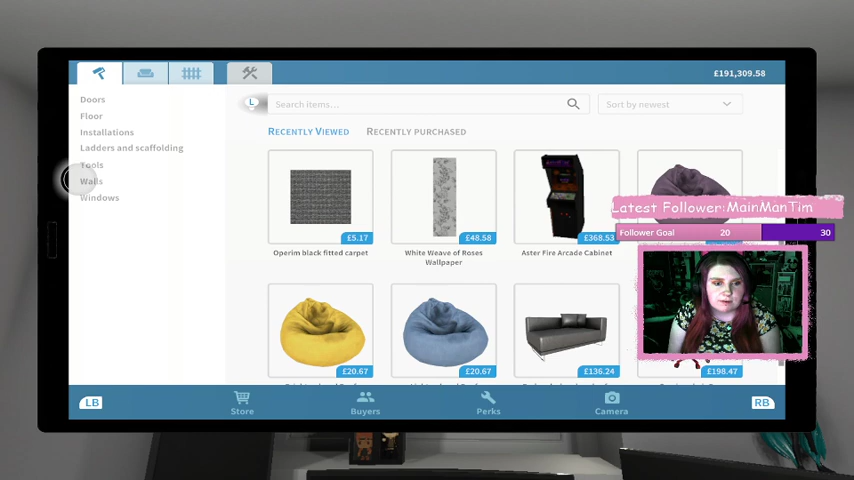 £191,309.58
Doors
Floor
Installations
Ladders and scaffolding
Tools
Walls
Windows
L
Search items...
Sort by newest
RECENTLY VIEWED
RECENTLY PURCHASED
£5.17
Operim black fitted carpet
£48.58
White Weave of Roses Wallpaper
£368.53
Aster Fire Arcade Cabinet
Latest Follower:MainManTim
Follower Goal 20 30
£20.67
£20.67
£136.24
£198.47
LB
Store
Buyers
Perks
Camera
RB